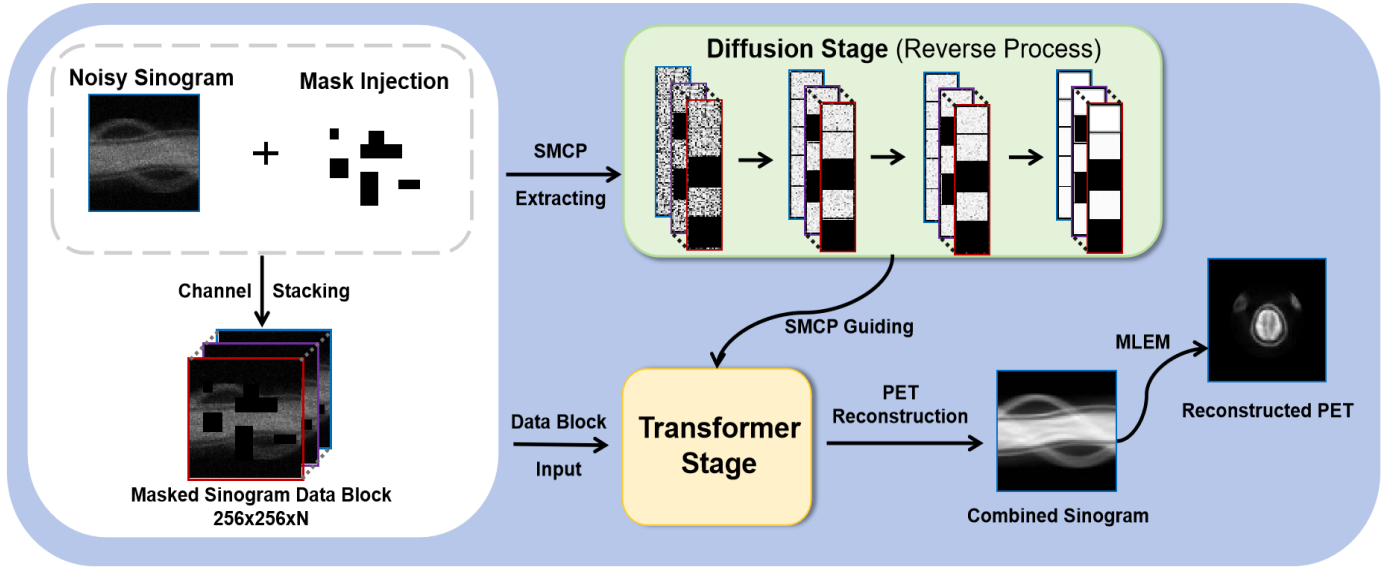 Noisy Sinogram
Mask Injection
+
Channel Stacking
Masked Sinogram Data Block
256x256xN
SMCP
Extracting
Diffusion Stage (Reverse Process)
SMCP Guiding
Data Block
Input
Transformer
Stage
PET
Reconstruction
Combined Sinogram
MLEM
Reconstructed PET